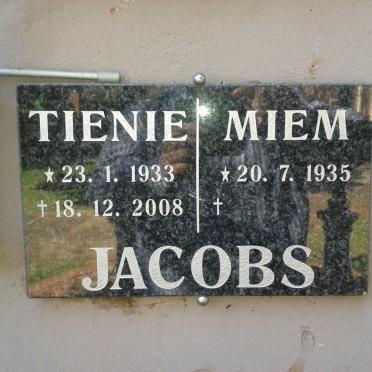 TIENIE MIEM
★ 23. 1. 1933 ★ 20. 7. 1935
† 18. 12. 2008 †
JACOBS